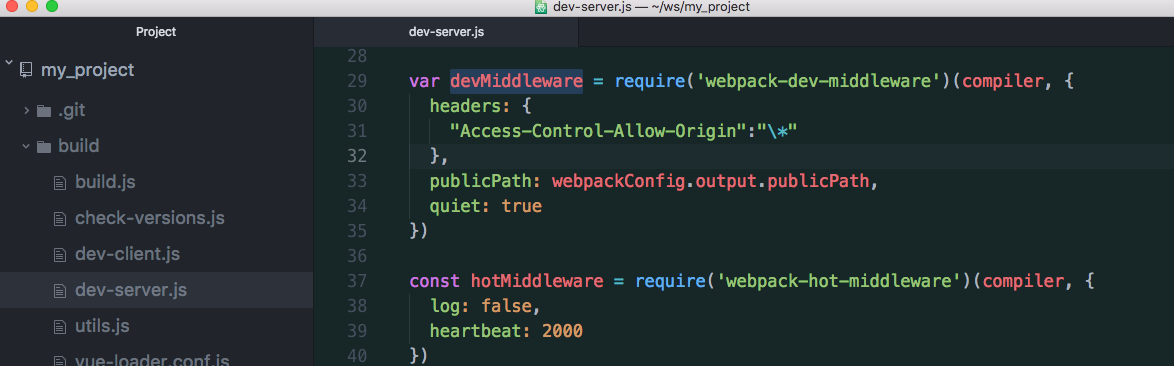 dev-server.js — ~/ws/my_project
Project
dev-server.js
my_project
.git
build
build.js
check-versions.js
dev-client.js
dev-server.js
utils.js
vue-loader.conf.js
28
29 var devMiddleware = require('webpack-dev-middleware')(compiler, {
30 headers: {
31 "Access-Control-Allow-Origin":"\*"
32 },
33 publicPath: webpackConfig.output.publicPath,
34 quiet: true
35 })
36
37 const hotMiddleware = require('webpack-hot-middleware')(compiler, {
38 log: false,
39 heartbeat: 2000
40 })